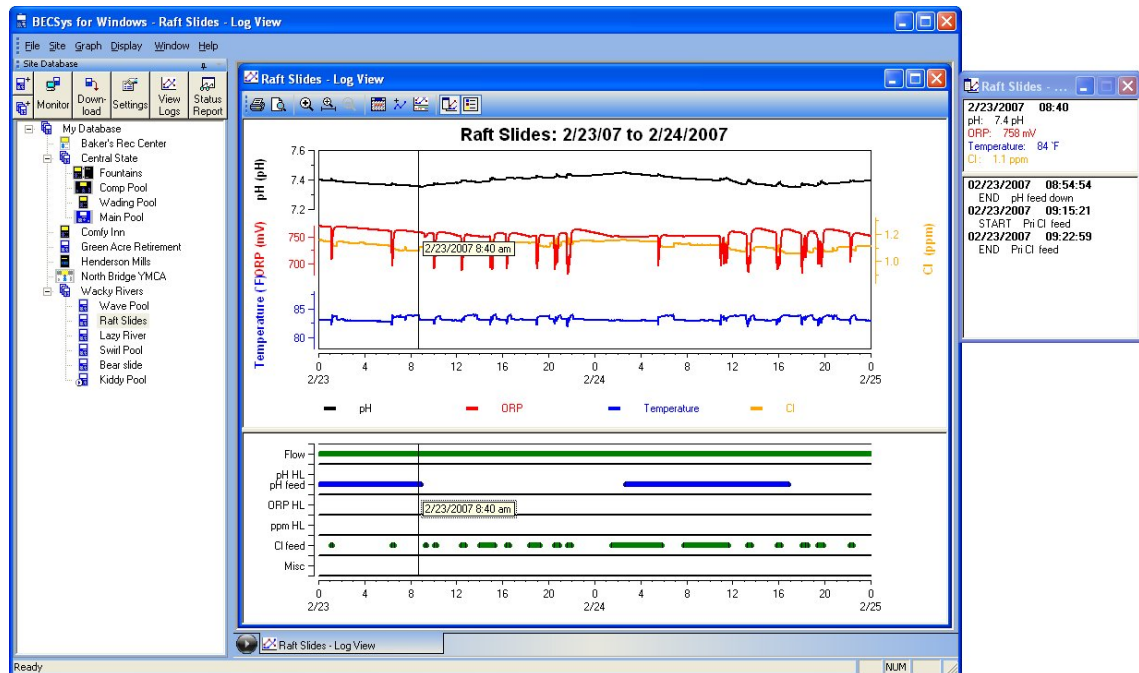 BECSys for Windows - Raft Slides - Log View
File Site Graph Display Window Help
Site Database
Monitor
Down-load
Settings
View Logs
Status Report
My Database
Baker's Rec Center
Central State
Fountains
Comp Pool
Wading Pool
Main Pool
Comfy Inn
Green Acre Retirement
Henderson Mills
North Bridge YMCA
Wacky Rivers
Wave Pool
Raft Slides
Lazy River
Swirl Pool
Bear slide
Kiddy Pool
Raft Slides - Log View
Raft Slides: 2/23/07 to 2/24/2007
pH (pH)
7.6
7.4
7.2
ORP (mV)
750
700
2/23/2007 8:40 am
Cl (ppm)
1.2
1.0
Temperature (°F)
85
80
0 4 8 12 16 20 0 4 8 12 16 20 0
2/23 2/24 2/25
pH ORP Temperature Cl
Flow
pH HL
pH feed
ORP HL
2/23/2007 8:40 am
ppm HL
Cl feed
Misc
0 4 8 12 16 20 0 4 8 12 16 20 0
2/23 2/24 2/25
Raft Slides - Log View
Ready
NUM
Raft Slides - ...
2/23/2007 08:40
pH: 7.4 pH
ORP: 758 mV
Temperature: 84 °F
Cl: 1.1 ppm
02/23/2007 08:54:54
END pH feed down
02/23/2007 09:15:21
START Pri Cl feed
02/23/2007 09:22:59
END Pri Cl feed